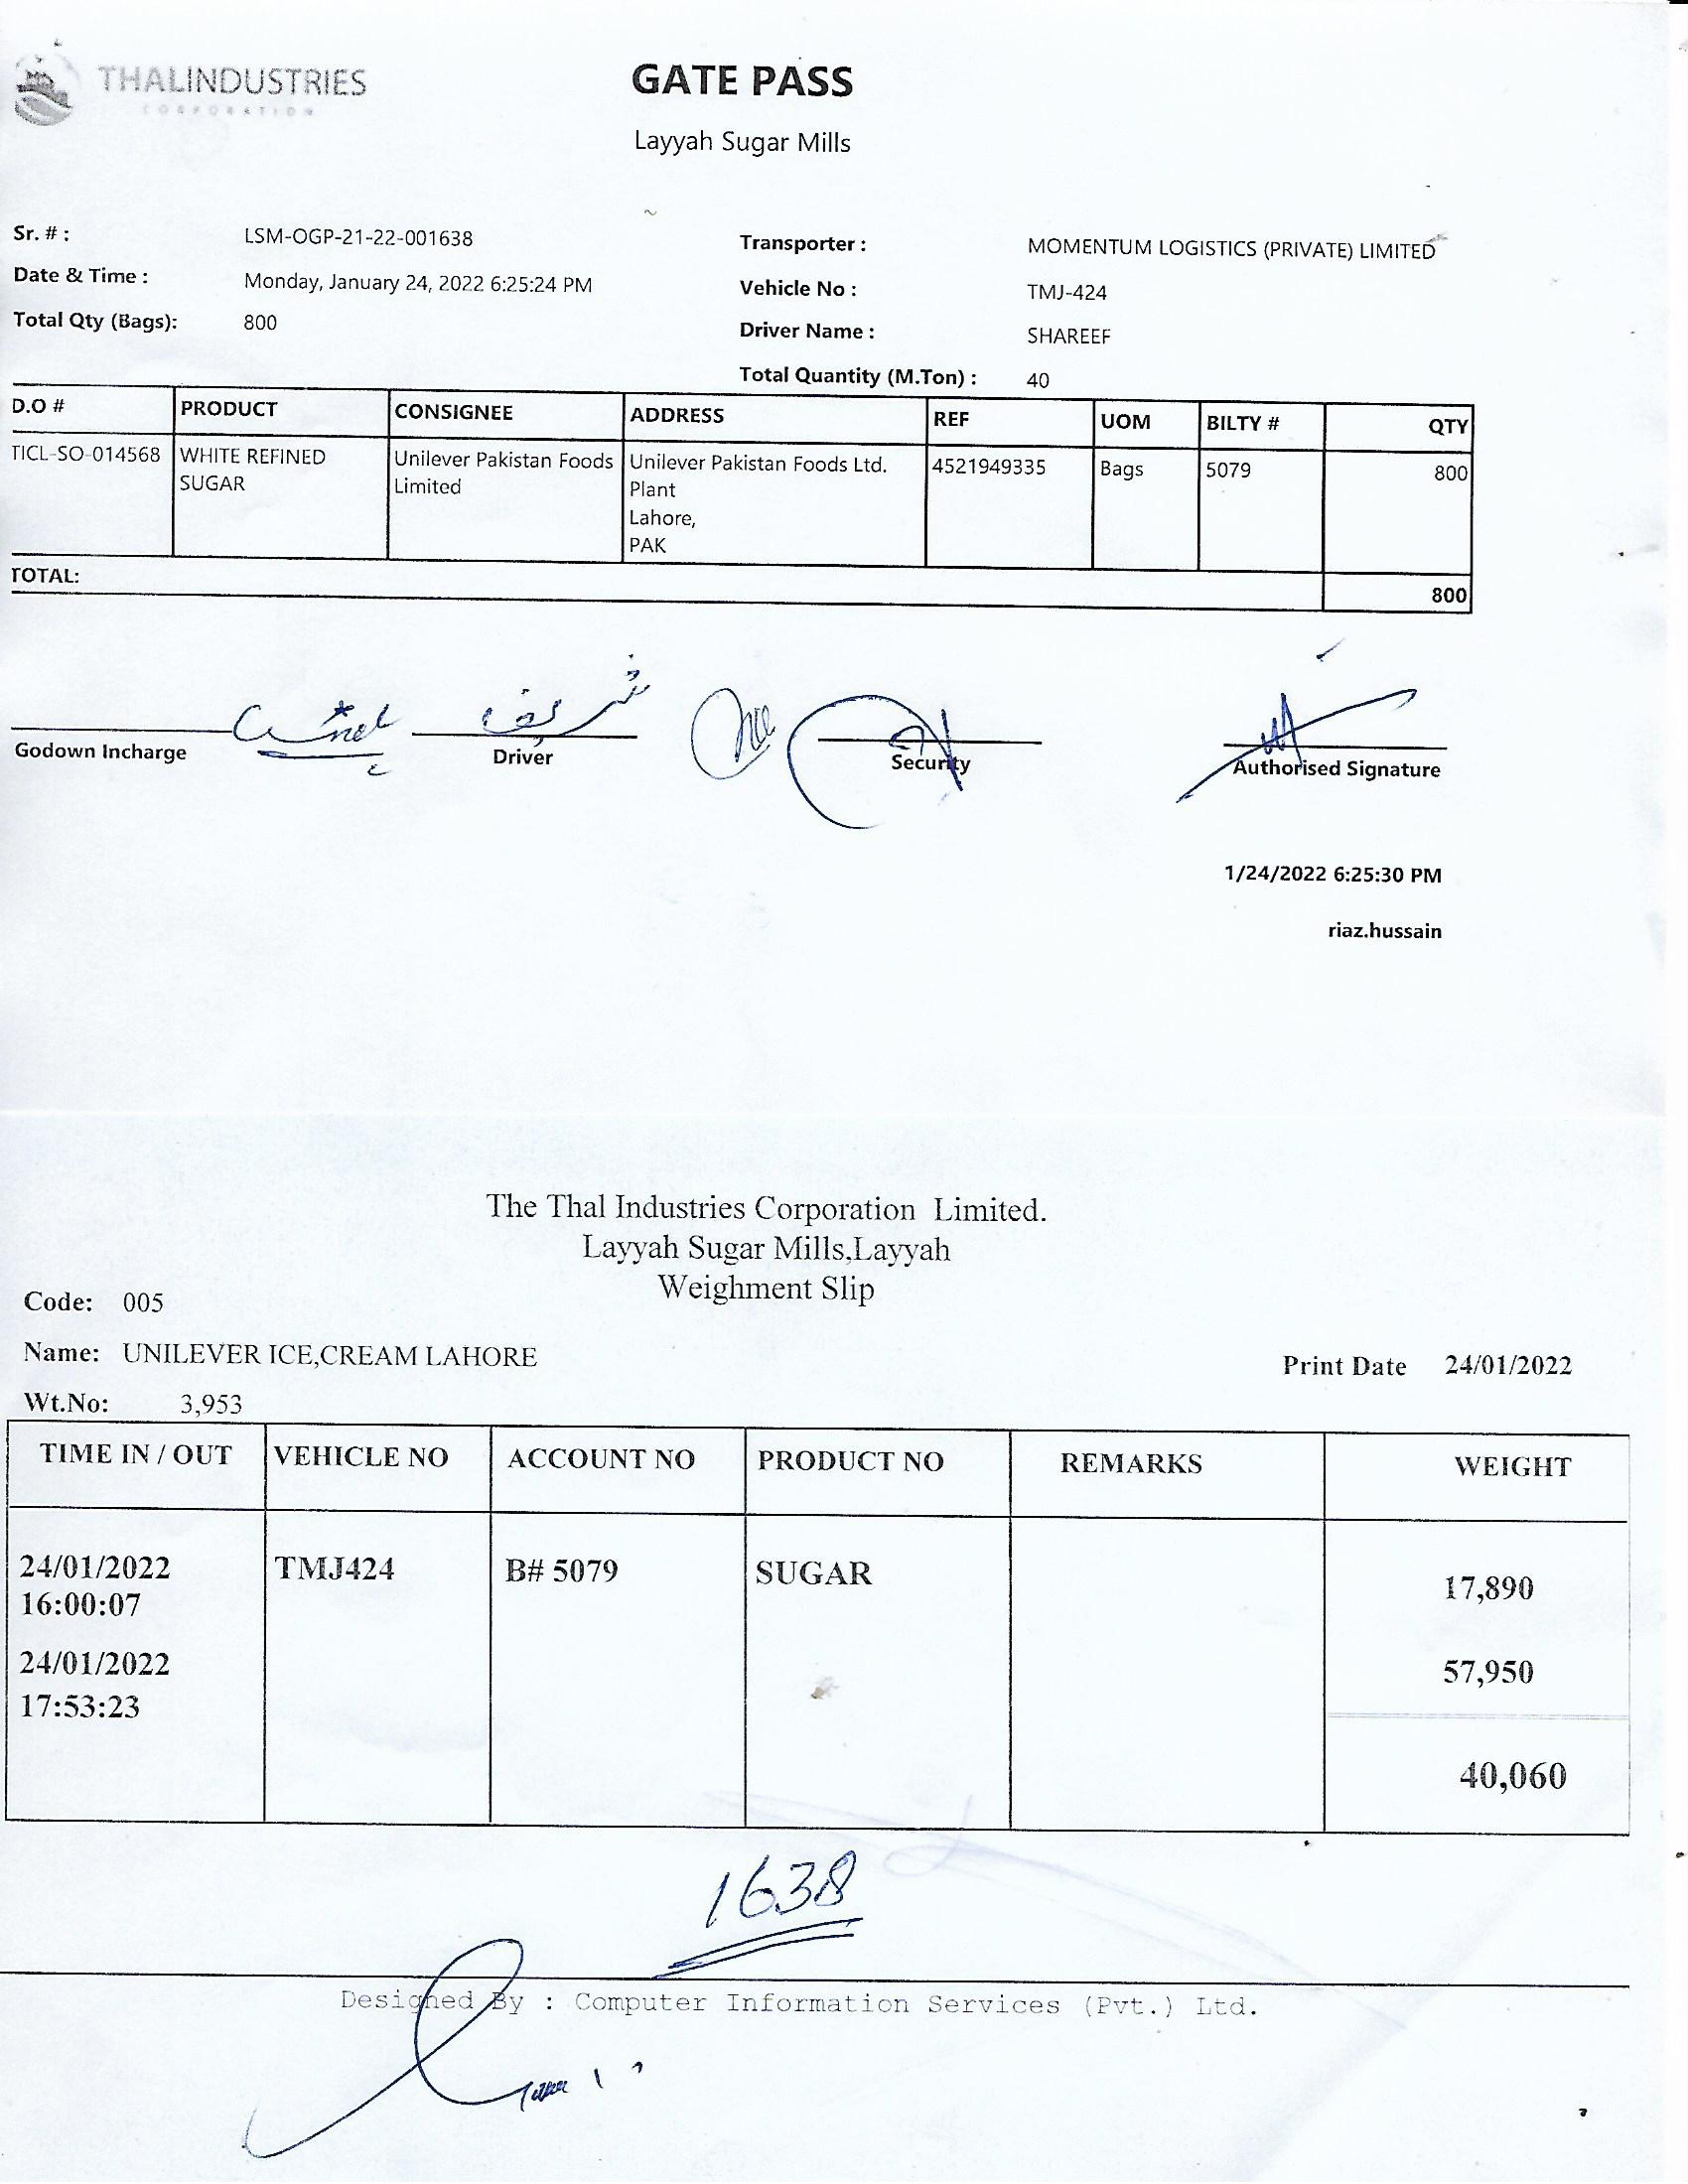 THALINDUSTRIES
CORPORATION
GATE PASS
Layyah Sugar Mills
Sr. # : LSM-OGP-21-22-001638
Date & Time : Monday, January 24, 2022 6:25:24 PM
Total Qty (Bags): 800
Transporter : MOMENTUM LOGISTICS (PRIVATE) LIMITED
Vehicle No : TMJ-424
Driver Name : SHAREEF
Total Quantity (M.Ton) : 40
D.O # PRODUCT CONSIGNEE ADDRESS REF UOM BILTY # QTY
TICL-SO-014568 WHITE REFINED Unilever Pakistan Foods Unilever Pakistan Foods Ltd. 4521949335 Bags 5079 800
SUGAR Limited Plant
Lahore,
PAK
TOTAL: 800
شریف
Godown Incharge Driver Security Authorised Signature
1/24/2022 6:25:30 PM
riaz.hussain
The Thal Industries Corporation Limited.
Layyah Sugar Mills,Layyah
Weighment Slip
Code: 005
Name: UNILEVER ICE,CREAM LAHORE
Print Date 24/01/2022
Wt.No: 3,953
TIME IN / OUT VEHICLE NO ACCOUNT NO PRODUCT NO REMARKS WEIGHT
24/01/2022 TMJ424 B# 5079 SUGAR 17,890
16:00:07
24/01/2022 57,950
17:53:23
40,060
1638
Designed By : Computer Information Services (Pvt.) Ltd.